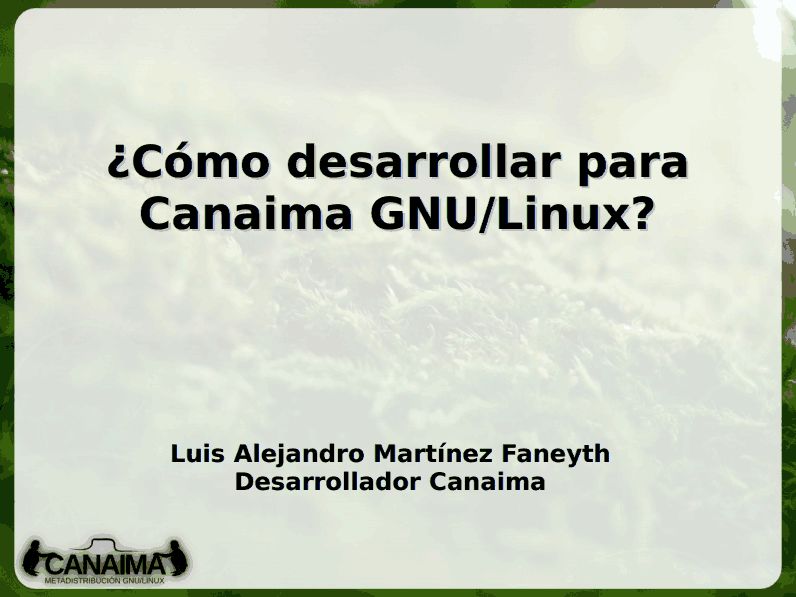 ¿Cómo desarrollar para
Canaima GNU/Linux?
Luis Alejandro Martínez Faneyth
Desarrollador Canaima
CANAIMA
METADISTRIBUCIÓN GNU/LINUX